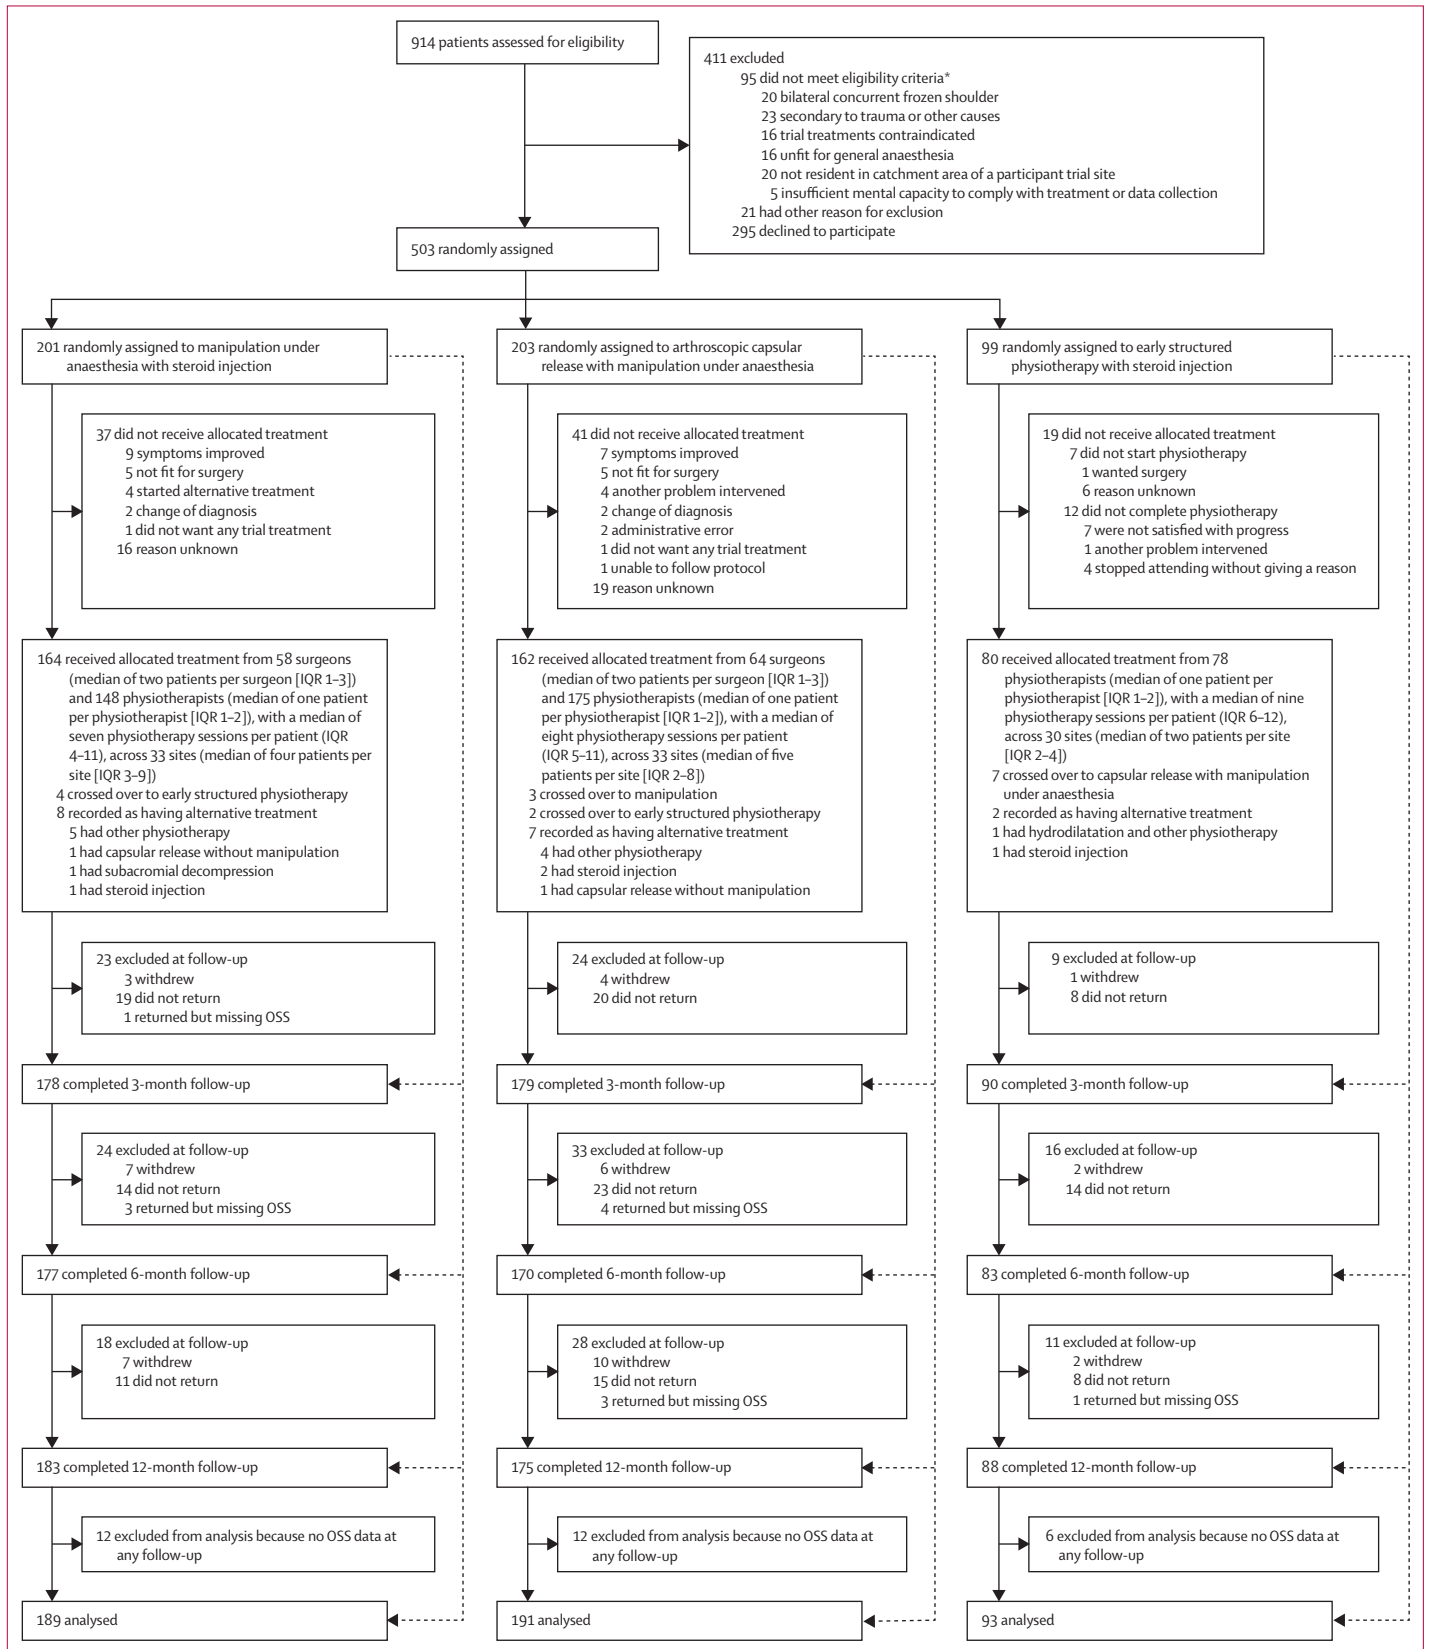 914 patients assessed for eligibility
411 excluded
95 did not meet eligibility criteria*
20 bilateral concurrent frozen shoulder
23 secondary to trauma or other causes
16 trial treatments contraindicated
16 unfit for general anaesthesia
20 not resident in catchment area of a participant trial site
5 insufficient mental capacity to comply with treatment or data collection
21 had other reason for exclusion
295 declined to participate
503 randomly assigned
201 randomly assigned to manipulation under
anaesthesia with steroid injection
203 randomly assigned to arthroscopic capsular
release with manipulation under anaesthesia
99 randomly assigned to early structured
physiotherapy with steroid injection
37 did not receive allocated treatment
9 symptoms improved
5 not fit for surgery
4 started alternative treatment
2 change of diagnosis
1 did not want any trial treatment
16 reason unknown
41 did not receive allocated treatment
7 symptoms improved
5 not fit for surgery
4 another problem intervened
2 change of diagnosis
2 administrative error
1 did not want any trial treatment
1 unable to follow protocol
19 reason unknown
19 did not receive allocated treatment
7 did not start physiotherapy
1 wanted surgery
6 reason unknown
12 did not complete physiotherapy
7 were not satisfied with progress
1 another problem intervened
4 stopped attending without giving a reason
164 received allocated treatment from 58 surgeons
(median of two patients per surgeon [IQR 1–3])
and 148 physiotherapists (median of one patient
per physiotherapist [IQR 1–2]), with a median of
seven physiotherapy sessions per patient (IQR
4–11), across 33 sites (median of four patients per
site [IQR 3–9])
4 crossed over to early structured physiotherapy
8 recorded as having alternative treatment
5 had other physiotherapy
1 had capsular release without manipulation
1 had subacromial decompression
1 had steroid injection
162 received allocated treatment from 64 surgeons
(median of two patients per surgeon [IQR 1–3])
and 175 physiotherapists (median of one patient
per physiotherapist [IQR 1–2]), with a median of
eight physiotherapy sessions per patient
(IQR 5–11), across 33 sites (median of five
patients per site [IQR 2–8])
3 crossed over to manipulation
2 crossed over to early structured physiotherapy
7 recorded as having alternative treatment
4 had other physiotherapy
2 had steroid injection
1 had capsular release without manipulation
80 received allocated treatment from 78
physiotherapists (median of one patient per
physiotherapist [IQR 1–2]), with a median of nine
physiotherapy sessions per patient (IQR 6–12),
across 30 sites (median of two patients per site
[IQR 2–4])
7 crossed over to capsular release with manipulation
under anaesthesia
2 recorded as having alternative treatment
1 had hydrodilatation and other physiotherapy
1 had steroid injection
23 excluded at follow-up
3 withdrew
19 did not return
1 returned but missing OSS
24 excluded at follow-up
4 withdrew
20 did not return
9 excluded at follow-up
1 withdrew
8 did not return
178 completed 3-month follow-up
179 completed 3-month follow-up
90 completed 3-month follow-up
24 excluded at follow-up
7 withdrew
14 did not return
3 returned but missing OSS
33 excluded at follow-up
6 withdrew
23 did not return
4 returned but missing OSS
16 excluded at follow-up
2 withdrew
14 did not return
177 completed 6-month follow-up
170 completed 6-month follow-up
83 completed 6-month follow-up
18 excluded at follow-up
7 withdrew
11 did not return
28 excluded at follow-up
10 withdrew
15 did not return
3 returned but missing OSS
11 excluded at follow-up
2 withdrew
8 did not return
1 returned but missing OSS
183 completed 12-month follow-up
175 completed 12-month follow-up
88 completed 12-month follow-up
12 excluded from analysis because no OSS data at
any follow-up
12 excluded from analysis because no OSS data at
any follow-up
6 excluded from analysis because no OSS data at
any follow-up
189 analysed
191 analysed
93 analysed